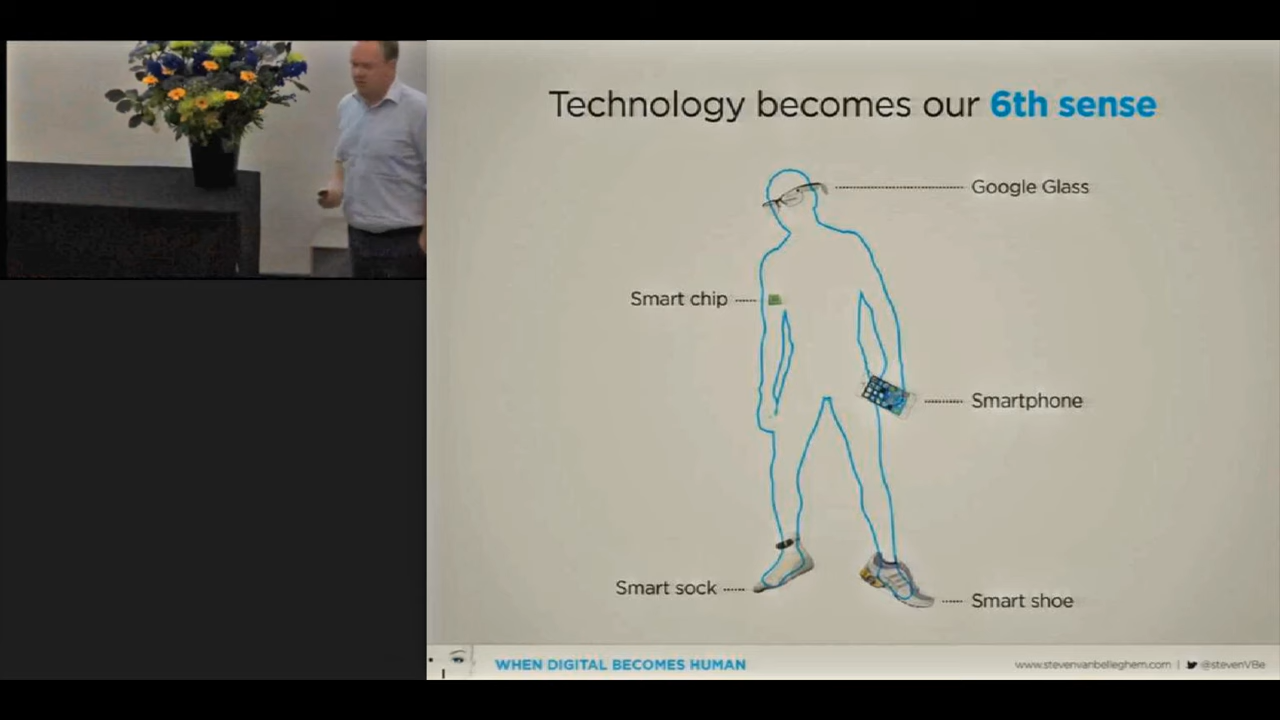 Technology becomes our 6th sense
Google Glass
Smart chip
Smartphone
Smart sock
Smart shoe
WHEN DIGITAL BECOMES HUMAN
www.stevenvanbelleghem.com | @stevenVBe